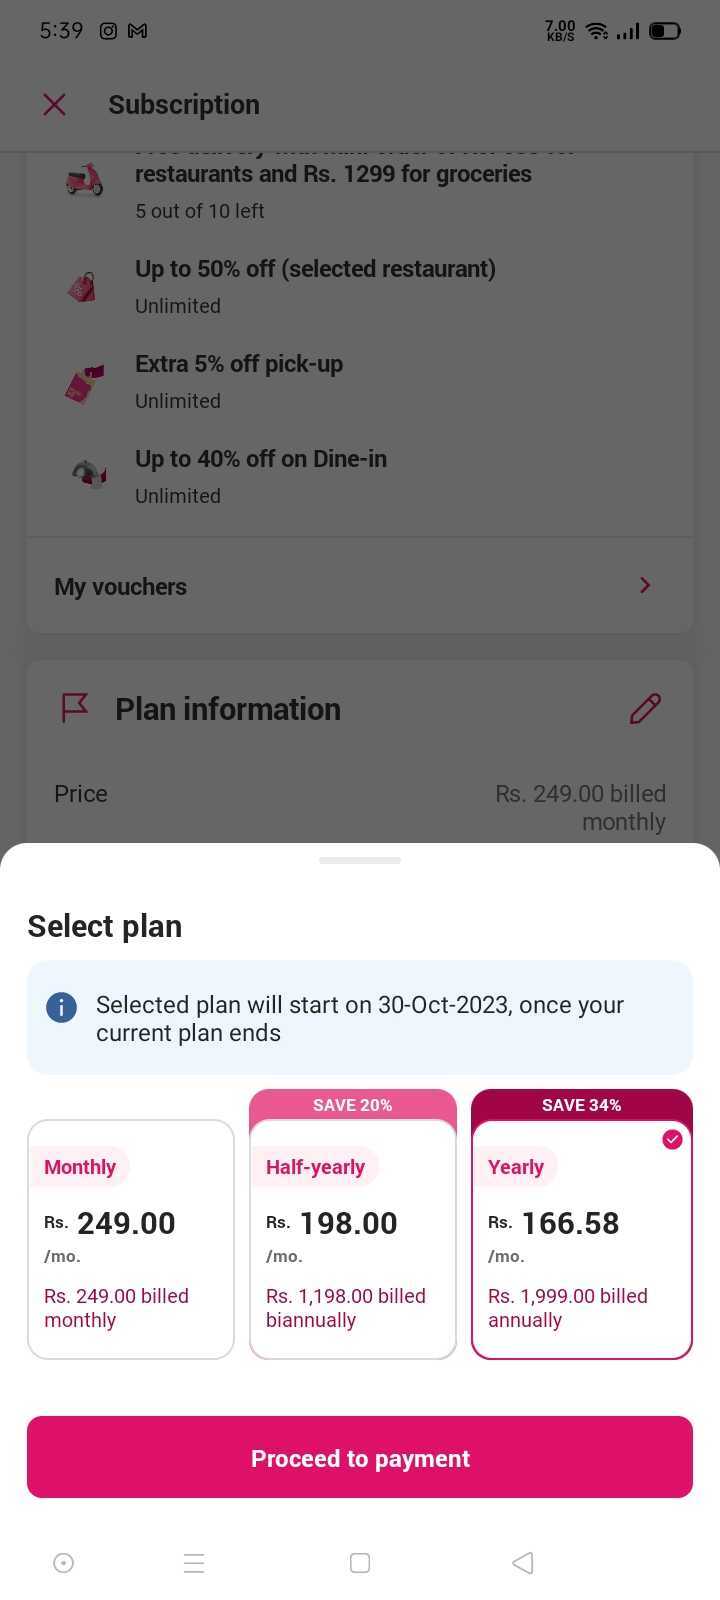 5:39
7.00
KB/S
Subscription
restaurants and Rs. 1299 for groceries
5 out of 10 left
Up to 50% off (selected restaurant)
Unlimited
Extra 5% off pick-up
Unlimited
Up to 40% off on Dine-in
Unlimited
My vouchers
Plan information
Price
Rs. 249.00 billed
monthly
Select plan
Selected plan will start on 30-Oct-2023, once your
current plan ends
Monthly
Rs. 249.00
/mo.
Rs. 249.00 billed
monthly
SAVE 20%
Half-yearly
Rs. 198.00
/mo.
Rs. 1,198.00 billed
biannually
SAVE 34%
Yearly
Rs. 166.58
/mo.
Rs. 1,999.00 billed
annually
Proceed to payment